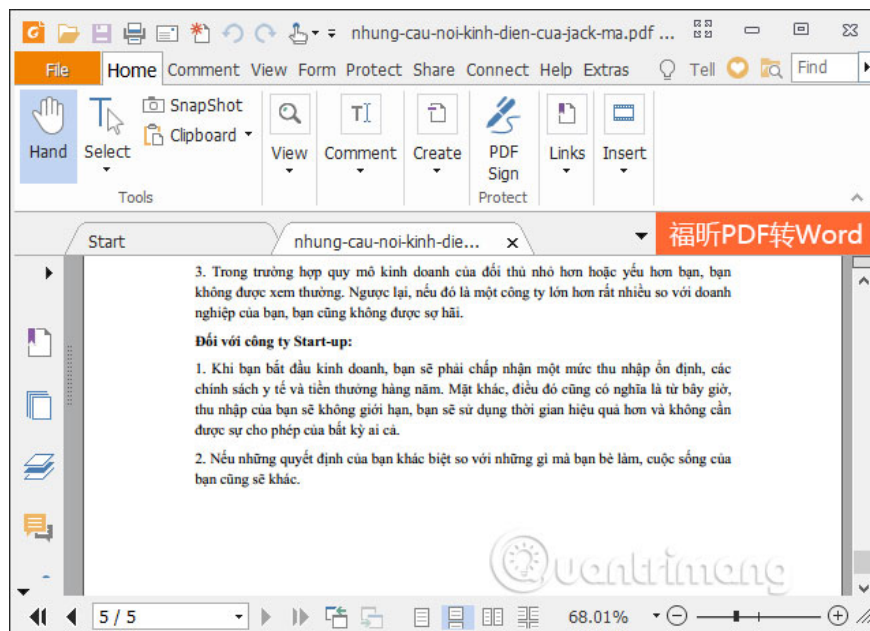 nhung-cau-noi-kinh-dien-cua-jack-ma.pdf ...
File Home Comment View Form Protect Share Connect Help Extras Tell Find
Hand Select SnapShot Clipboard View Comment Create PDF Sign Links Insert
Tools Protect
Start nhung-cau-noi-kinh-die... x 福昕PDF转Word
3. Trong trường hợp quy mô kinh doanh của đối thủ nhỏ hơn hoặc yếu hơn bạn, bạn
không được xem thường. Ngược lại, nếu đó là một công ty lớn hơn rất nhiều so với doanh
nghiệp của bạn, bạn cũng không được sợ hãi.
Đối với công ty Start-up:
1. Khi bạn bắt đầu kinh doanh, bạn sẽ phải chấp nhận một mức thu nhập ổn định, các
chính sách y tế và tiền thưởng hàng năm. Mặt khác, điều đó cũng có nghĩa là từ bây giờ,
thu nhập của bạn sẽ không giới hạn, bạn sẽ sử dụng thời gian hiệu quả hơn và không cần
được sự cho phép của bất kỳ ai cả.
2. Nếu những quyết định của bạn khác biệt so với những gì mà bạn bè làm, cuộc sống của
bạn cũng sẽ khác.
Quantrimang
5 / 5 68.01%